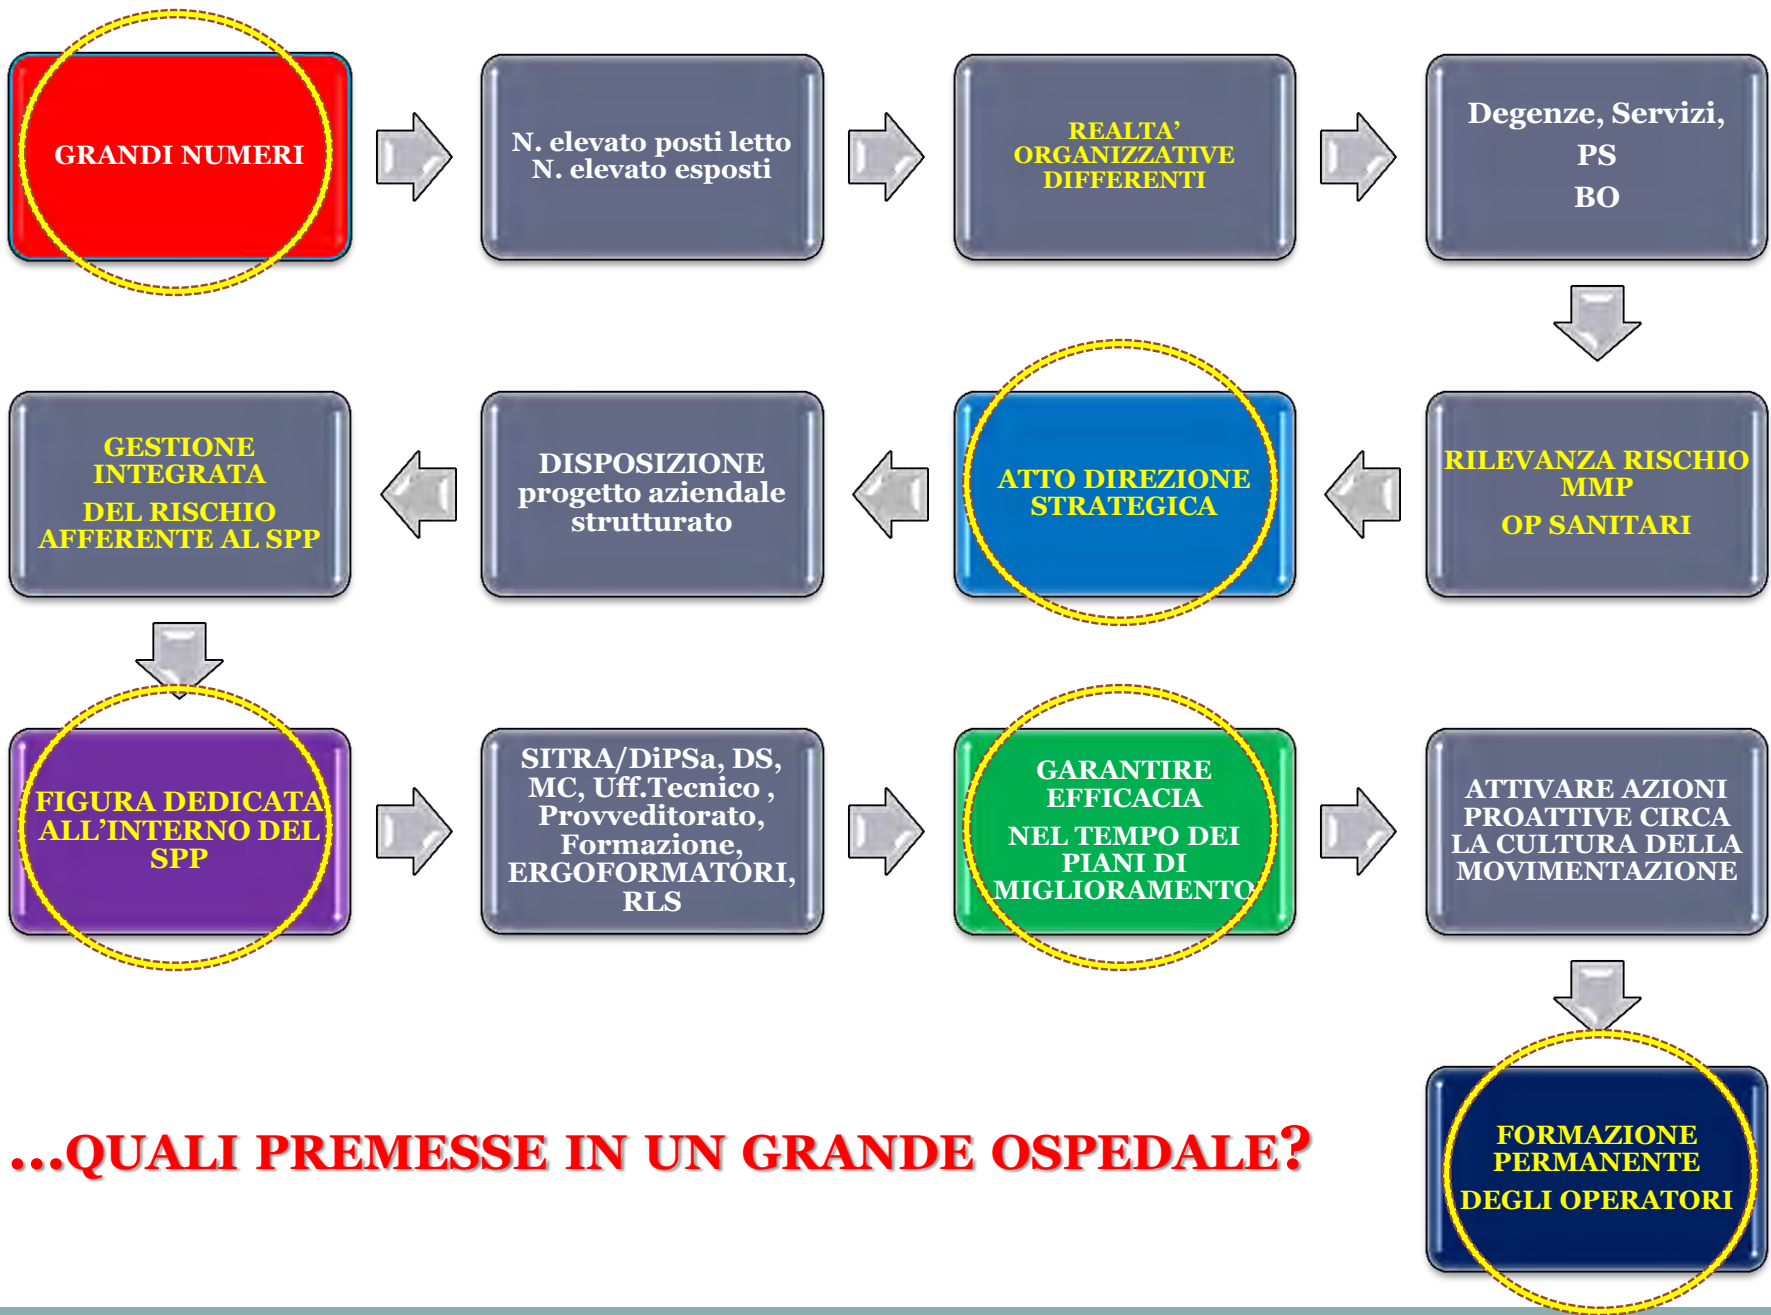 GRANDI NUMERI
N. elevato posti letto
N. elevato esposti
REALTA'
ORGANIZZATIVE
DIFFERENTI
Degenze, Servizi,
PS
BO
RILEVANZA RISCHIO
MMP
OP SANITARI
ATTO DIREZIONE
STRATEGICA
DISPOSIZIONE
progetto aziendale
strutturato
GESTIONE
INTEGRATA
DEL RISCHIO
AFFERENTE AL SPP
FIGURA DEDICATA
ALL'INTERNO DEL
SPP
SITRA/DiPSa, DS,
MC, Uff.Tecnico ,
Provveditorato,
Formazione,
ERGOFORMATORI,
RLS
GARANTIRE
EFFICACIA
NEL TEMPO DEI
PIANI DI
MIGLIORAMENTO
ATTIVARE AZIONI
PROATTIVE CIRCA
LA CULTURA DELLA
MOVIMENTAZIONE
FORMAZIONE
PERMANENTE
DEGLI OPERATORI
...QUALI PREMESSE IN UN GRANDE OSPEDALE?